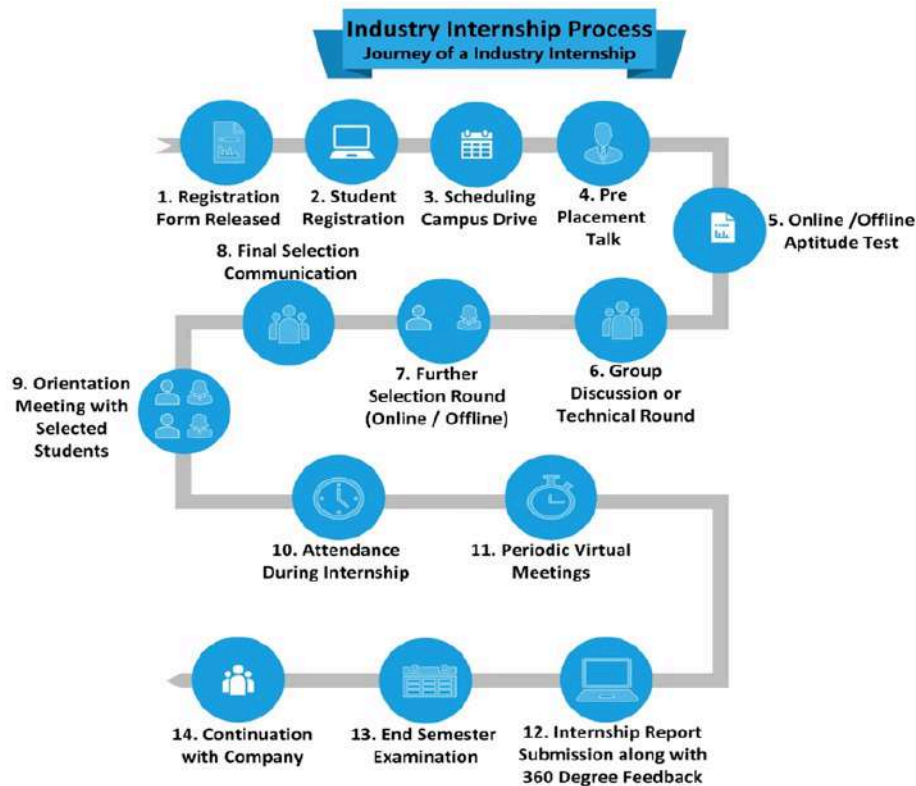 Industry Internship Process
Journey of a Industry Internship
1. Registration
Form Released
2. Student
Registration
3. Scheduling
Campus Drive
4. Pre
Placement
Talk
5. Online /Offline
Aptitude Test
6. Group
Discussion or
Technical Round
7. Further
Selection Round
(Online / Offline)
8. Final Selection
Communication
9. Orientation
Meeting with
Selected
Students
10. Attendance
During Internship
11. Periodic Virtual
Meetings
12. Internship Report
Submission along with
360 Degree Feedback
13. End Semester
Examination
14. Continuation
with Company